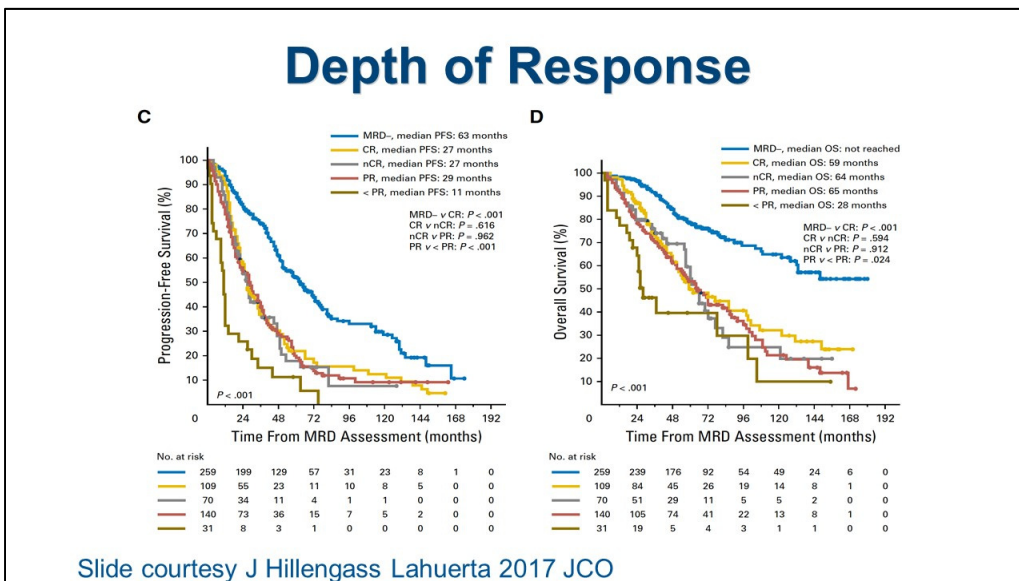 Depth of Response
C
MRD–, median PFS: 63 months
CR, median PFS: 27 months
nCR, median PFS: 27 months
PR, median PFS: 29 months
< PR, median PFS: 11 months
MRD– v CR: P < .001
CR v nCR: P = .616
nCR v PR: P = .962
PR v < PR: P < .001
Progression-Free Survival (%)
100
90
80
70
60
50
40
30
20
10
P < .001
0 24 48 72 96 120 144 168 192
Time From MRD Assessment (months)
No. at risk
259 199 129 57 31 23 8 1 0
109 55 23 11 10 8 5 0
70 34 11 4 1 1 0 0 0
140 73 36 15 7 5 2 0
31 8 3 1 0 0 0 0 0
D
MRD–, median OS: not reached
CR, median OS: 59 months
nCR, median OS: 64 months
PR, median OS: 65 months
< PR, median OS: 28 months
MRD– v CR: P < .001
CR v nCR: P = .594
nCR v PR: P = .912
PR v < PR: P = .024
Overall Survival (%)
100
90
80
70
60
50
40
30
20
10
P < .001
0 24 48 72 96 120 144 168 192
Time From MRD Assessment (months)
No. at risk
259 239 176 92 54 49 24 6 0
109 84 45 26 19 14 8 1 0
70 51 29 11 5 5 2 0
140 105 74 41 22 13 8 1 0
31 19 5 4 3 1 1 0 0
Slide courtesy J Hillengass Lahuerta 2017 JCO